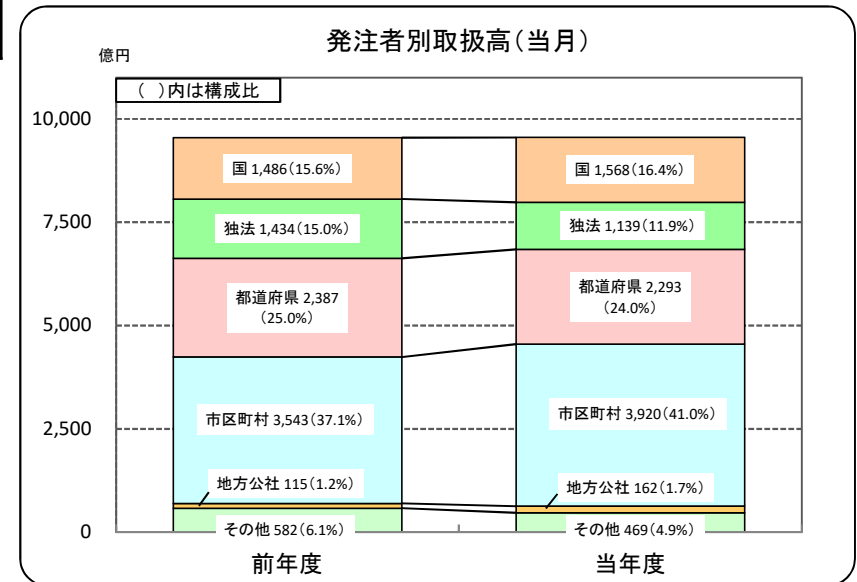 発注者別取扱高(当月)
億円
(　)内は構成比
10,000
7,500
5,000
2,500
0
国 1,486(15.6%)
独法 1,434(15.0%)
都道府県 2,387
(25.0%)
市区町村 3,543(37.1%)
地方公社 115(1.2%)
その他 582(6.1%)
国 1,568(16.4%)
独法 1,139(11.9%)
都道府県 2,293
(24.0%)
市区町村 3,920(41.0%)
地方公社 162(1.7%)
その他 469(4.9%)
前年度
当年度